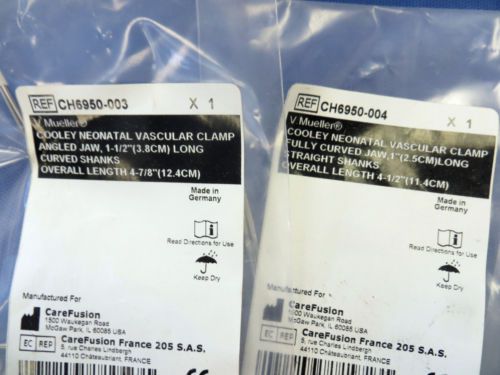 REF CH6950-003 X 1
V Mueller®
COOLEY NEONATAL VASCULAR CLAMP
ANGLED JAW, 1-1/2"(3.8CM) LONG
CURVED SHANKS
OVERALL LENGTH 4-7/8"(12.4CM)
Made in
Germany
Read Directions for Use
Keep Dry
Manufactured For
CareFusion
1500 Waukegan Road
McGaw Park, IL 60085 USA
EC REP CareFusion France 205 S.A.S.
5, rue Charles Lindbergh
44110 Châteaubriant, FRANCE
REF CH6950-004 X 1
V Mueller®
COOLEY NEONATAL VASCULAR CLAMP
FULLY CURVED JAW,1"(2.5CM)LONG
STRAIGHT SHANKS
OVERALL LENGTH 4-1/2"(11.4CM)
Made in
Germany
Read Directions for Use
Keep Dry
Manufactured For
CareFusion
1500 Waukegan Road
McGaw Park, IL 60085 USA
EC REP CareFusion France 205 S.A.S.
5, rue Charles Lindbergh
44110 Châteaubriant, FRANCE